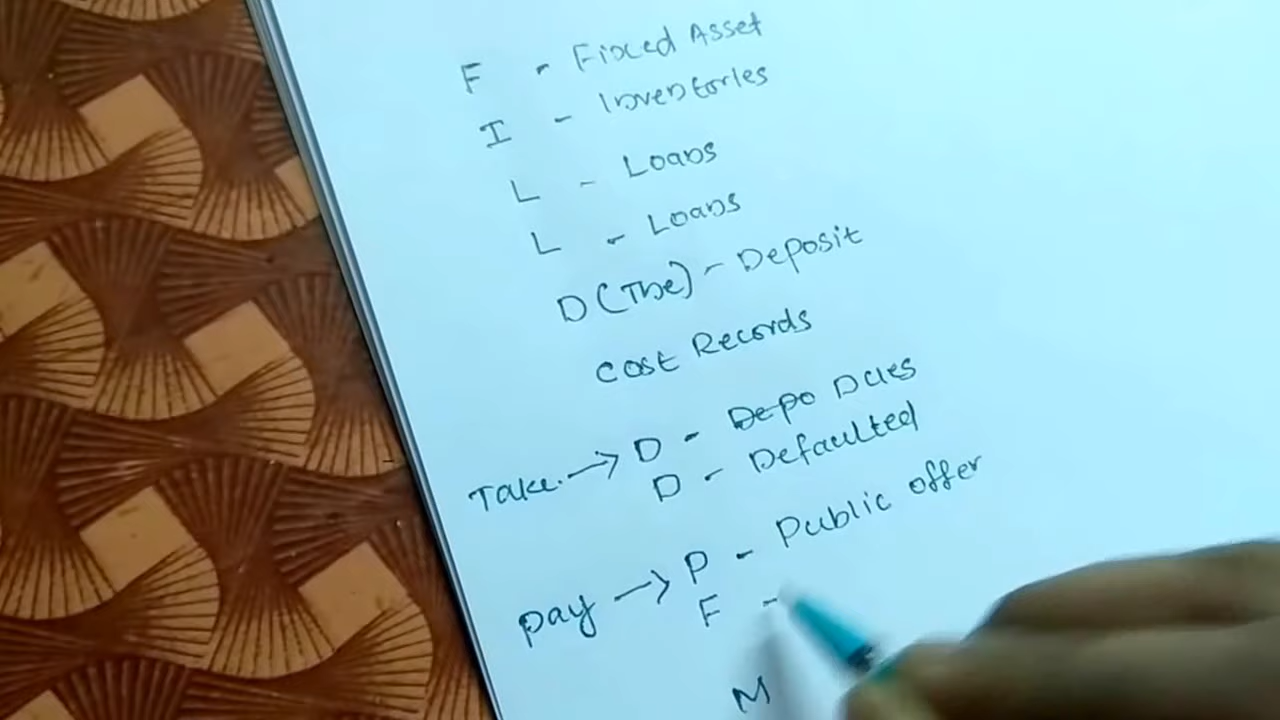 F - Fixed Asset
I - Inventories
L - Loans
L - Loans
D (The) - Deposit
Cost Records
Take. → D - Depo Dues
D - Defaulted
Pay → P - Public offer
F -
M